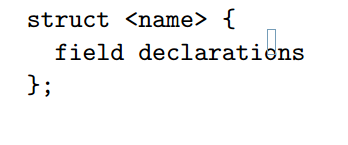 struct <name> {
  field declarations
};